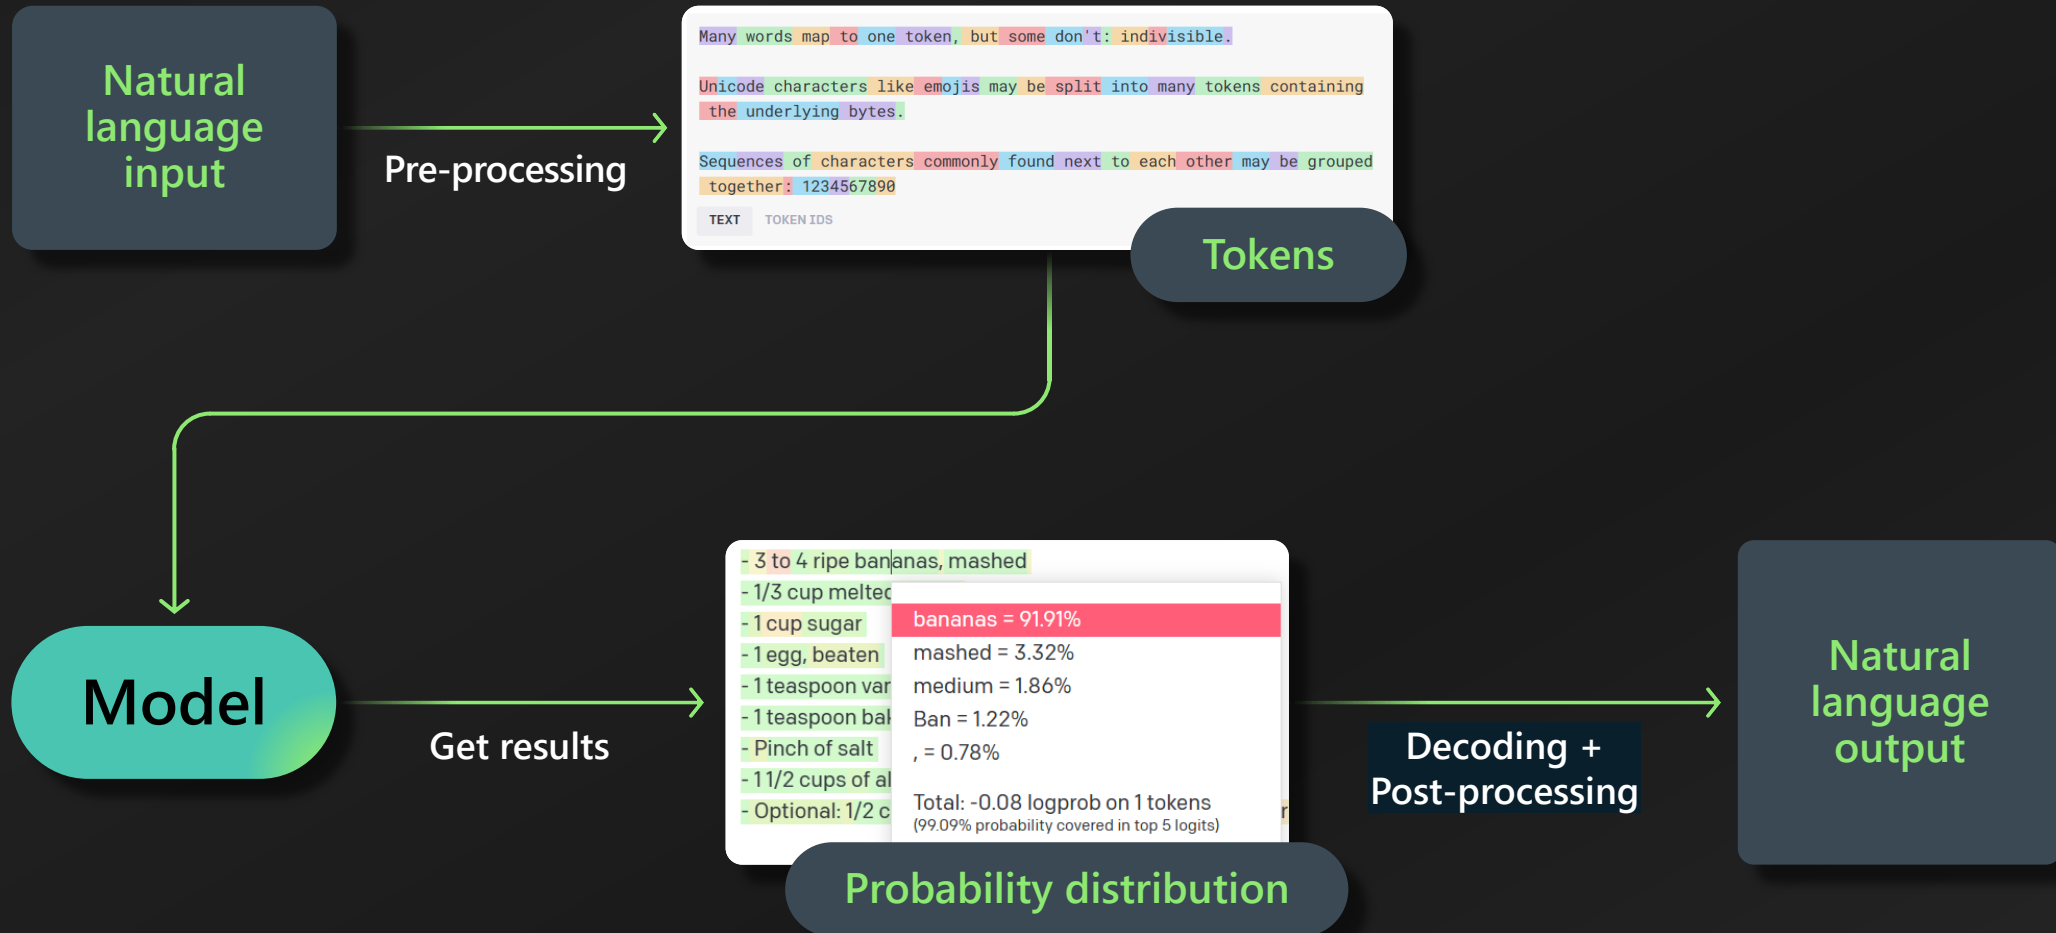 Natural
language
input
Pre-processing
Many words map to one token, but some don't: indivisible.
Unicode characters like emojis may be split into many tokens containing
the underlying bytes.
Sequences of characters commonly found next to each other may be grouped
together: 1234567890
TEXT TOKEN IDS
Tokens
Model
Get results
- 3 to 4 ripe bananas, mashed
- 1/3 cup melted
- 1 cup sugar
- 1 egg, beaten
- 1 teaspoon van
- 1 teaspoon bak
- Pinch of salt
- 1 1/2 cups of al
- Optional: 1/2 c
bananas = 91.91%
mashed = 3.32%
medium = 1.86%
Ban = 1.22%
, = 0.78%
Total: -0.08 logprob on 1 tokens
(99.09% probability covered in top 5 logits)
r
Probability distribution
Decoding +
Post-processing
Natural
language
output